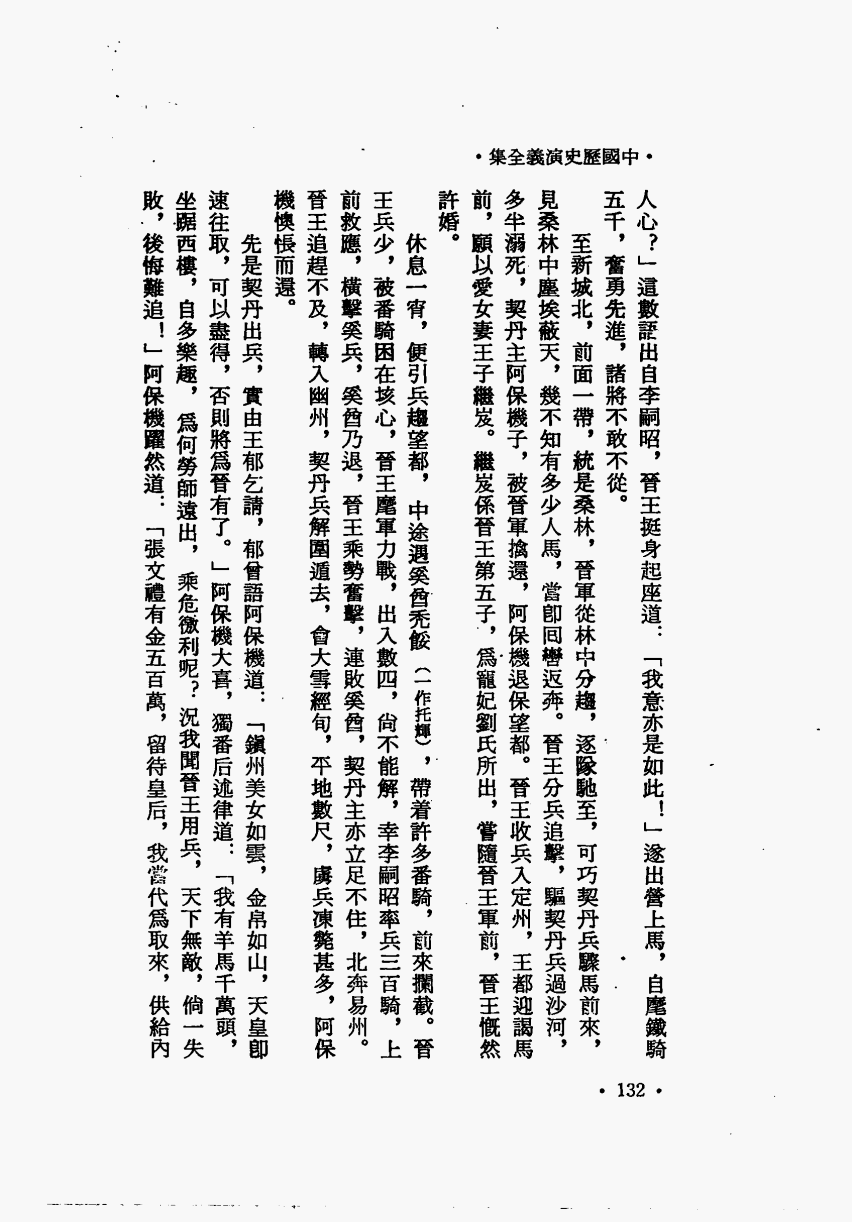 •中國歷史演義全集•
人心？」這數語出自李嗣昭，晉王挺身起座道：「我意亦是如此！」遂出營上馬，自麾鐵騎
五千，奮勇先進，諸將不敢不從。
至新城北，前面一帶，統是桑林，晉軍從林中分趨，逐隊馳至，可巧契丹兵驟馬前來，
見桑林中塵埃蔽天，幾不知有多少人馬，當卽囘轡返奔。晉王分兵追擊，驅契丹兵過沙河，
多半溺死，契丹主阿保機子，被晉軍擒還，阿保機退保望都。晉王收兵入定州，王都迎謁馬
前，願以愛女妻王子繼岌。繼岌係晉王第五子，爲寵妃劉氏所出，嘗隨晉王軍前，晉王慨然
許婚。
休息一宵，便引兵趨望都，中途遇奚酋禿餒（一作托輝），帶着許多番騎，前來攔截。晉
王兵少，被番騎困在垓心，晉王麾軍力戰，出入數四，尙不能解，幸李嗣昭率兵三百騎，上
前救應，橫擊奚兵，奚酋乃退，晉王乘勢奮擊，連敗奚酋，契丹主亦立足不住，北奔易州。
晉王追趕不及，轉入幽州，契丹兵解圍遁去，會大雪經旬，平地數尺，虜兵凍斃甚多，阿保
機懊悵而還。
先是契丹出兵，實由王郁乞請，郁曾語阿保機道：「鎭州美女如雲，金帛如山，天皇卽
速往取，可以盡得，否則將爲晉有了。」阿保機大喜，獨番后述律道：「我有羊馬千萬頭，
坐踞西樓，自多樂趣，爲何勞師遠出，乘危徼利呢？況我聞晉王用兵，天下無敵，倘一失
敗，後悔難追！」阿保機躍然道：「張文禮有金五百萬，留待皇后，我當代爲取來，供給內
• 132 •